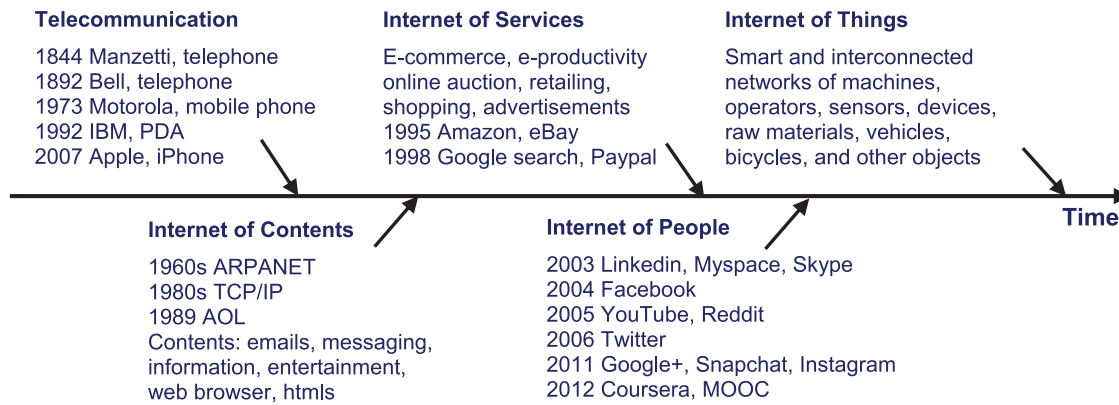 Telecommunication
1844 Manzetti, telephone
1892 Bell, telephone
1973 Motorola, mobile phone
1992 IBM, PDA
2007 Apple, iPhone
Internet of Services
E-commerce, e-productivity
online auction, retailing,
shopping, advertisements
1995 Amazon, eBay
1998 Google search, Paypal
Internet of Things
Smart and interconnected
networks of machines,
operators, sensors, devices,
raw materials, vehicles,
bicycles, and other objects
Time
Internet of Contents
1960s ARPANET
1980s TCP/IP
1989 AOL
Contents: emails, messaging,
information, entertainment,
web browser, htmls
Internet of People
2003 Linkedin, Myspace, Skype
2004 Facebook
2005 YouTube, Reddit
2006 Twitter
2011 Google+, Snapchat, Instagram
2012 Coursera, MOOC